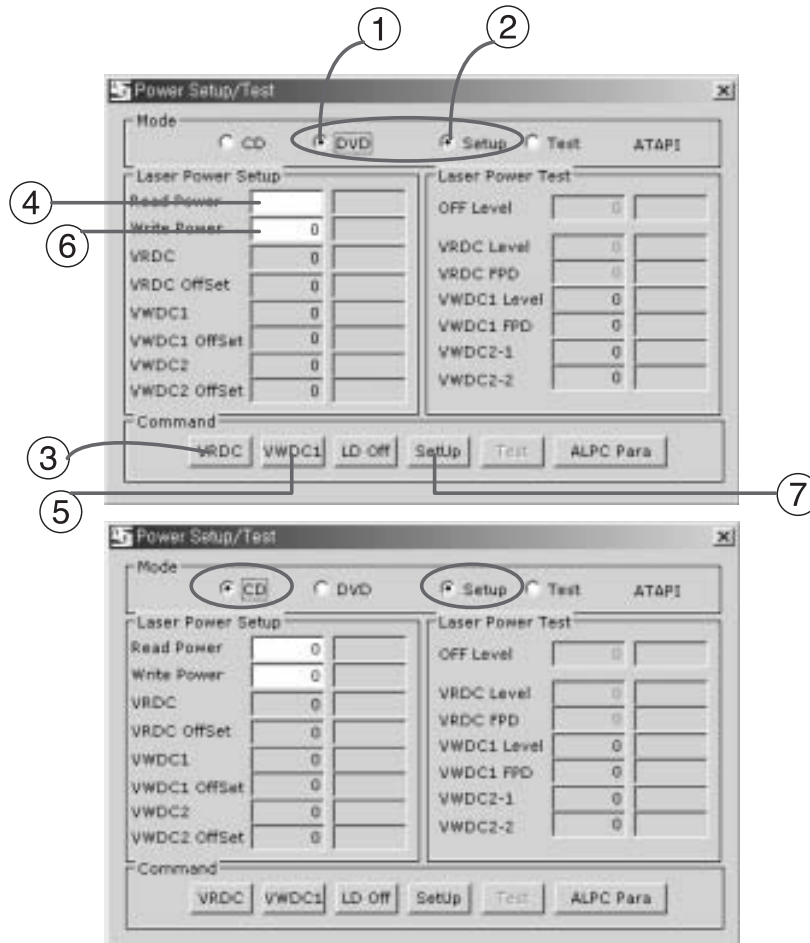 ① ②
Power Setup/Test
Mode
CD DVD Setup Test ATAPI
Laser Power Setup
④ Read Power
⑥ Write Power 0
VRDC 0
VRDC OffSet 0
VWDC1 0
VWDC1 OffSet 0
VWDC2 0
VWDC2 OffSet 0
Laser Power Test
OFF Level 0
VRDC Level 0
VRDC FPD 0
VWDC1 Level 0
VWDC1 FPD 0
VWDC2-1 0
VWDC2-2 0
Command
③ VRDC VWDC1 LD Off SetUp Test ALPC Para
⑤ ⑦
Power Setup/Test
Mode
CD DVD Setup Test ATAPI
Laser Power Setup
Read Power 0
Write Power 0
VRDC 0
VRDC OffSet 0
VWDC1 0
VWDC1 OffSet 0
VWDC2 0
VWDC2 OffSet 0
Laser Power Test
OFF Level 0
VRDC Level 0
VRDC FPD 0
VWDC1 Level 0
VWDC1 FPD 0
VWDC2-1 0
VWDC2-2 0
Command
VRDC VWDC1 LD Off SetUp Test ALPC Para